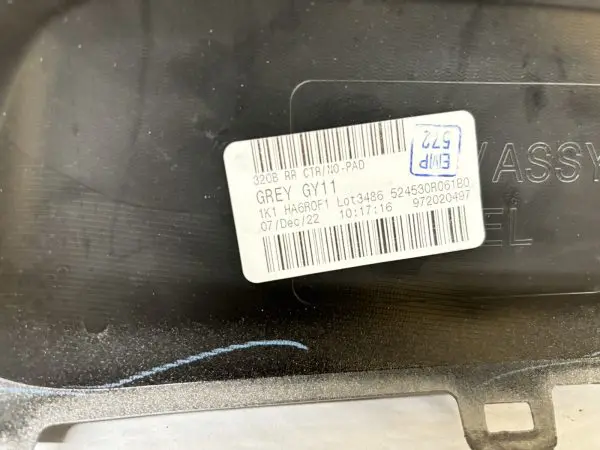 320B RR CTR/NO-PAD
GREY GY11
1K1 HA6R0F1 Lot3486 524530R061B0
07/Dec/22 10:17:16 972020497
EMP
572
/ASSY
EL